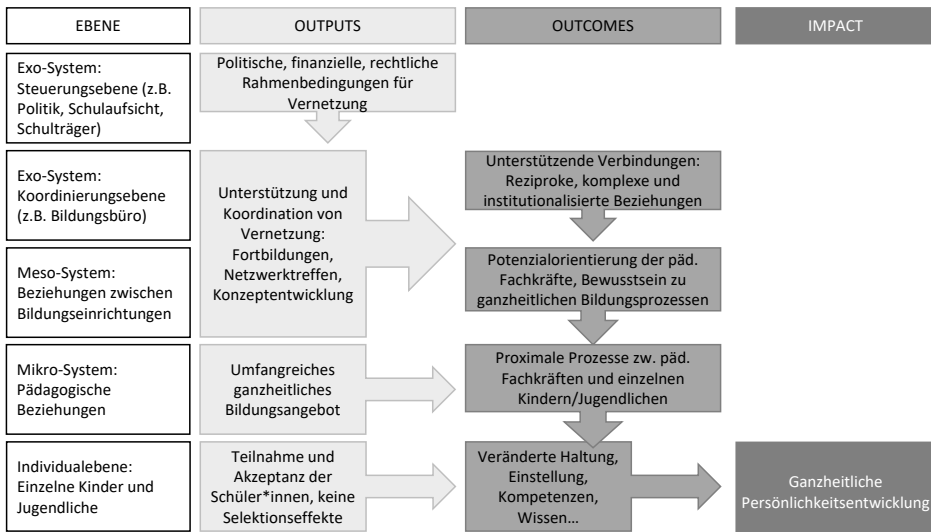 EBENE
OUTPUTS
OUTCOMES
IMPACT
Exo-System:
Steuerungsebene (z.B.
Politik, Schulaufsicht,
Schulträger)
Politische, finanzielle, rechtliche
Rahmenbedingungen für
Vernetzung
Exo-System:
Koordinierungsebene
(z.B. Bildungsbüro)
Unterstützung und
Koordination von
Vernetzung:
Fortbildungen,
Netzwerktreffen,
Konzeptentwicklung
Unterstützende Verbindungen:
Reziproke, komplexe und
institutionalisierte Beziehungen
Meso-System:
Beziehungen zwischen
Bildungseinrichtungen
Potenzialorientierung der päd.
Fachkräfte, Bewusstsein zu
ganzheitlichen Bildungsprozessen
Mikro-System:
Pädagogische
Beziehungen
Umfangreiches
ganzheitliches
Bildungsangebot
Proximale Prozesse zw. päd.
Fachkräften und einzelnen
Kindern/Jugendlichen
Individualebene:
Einzelne Kinder und
Jugendliche
Teilnahme und
Akzeptanz der
Schüler*innen, keine
Selektionseffekte
Veränderte Haltung,
Einstellung,
Kompetenzen,
Wissen...
Ganzheitliche
Persönlichkeitsentwicklung